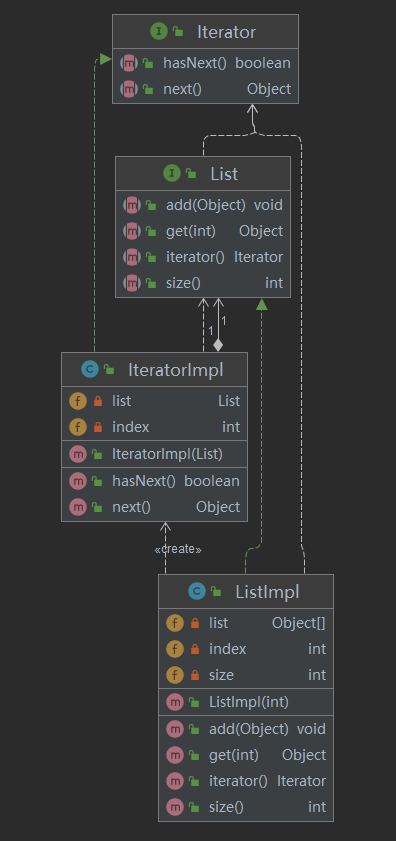 I Iterator
m hasNext() boolean
m next() Object
I List
m add(Object) void
m get(int) Object
m iterator() Iterator
m size() int
1
1
C IteratorImpl
f list List
f index int
m IteratorImpl(List)
m hasNext() boolean
m next() Object
«create»
C ListImpl
f list Object[]
f index int
f size int
m ListImpl(int)
m add(Object) void
m get(int) Object
m iterator() Iterator
m size() int